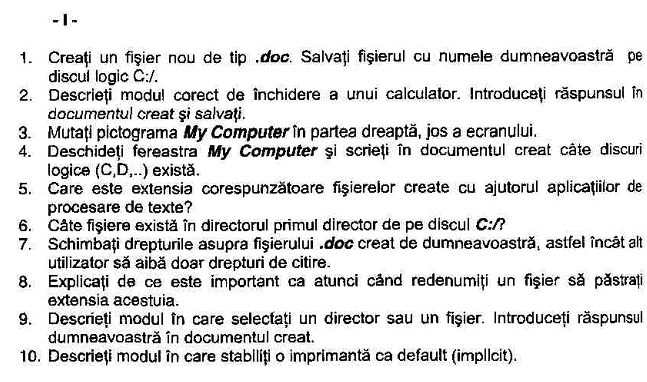 - I -
1. Creați un fișier nou de tip .doc. Salvați fișierul cu numele dumneavoastră pe
discul logic C:/.
2. Descrieți modul corect de închidere a unui calculator. Introduceți răspunsul în
documentul creat și salvați.
3. Mutați pictograma My Computer în partea dreaptă, jos a ecranului.
4. Deschideți fereastra My Computer și scrieți în documentul creat câte discuri
logice (C,D,..) există.
5. Care este extensia corespunzătoare fișierelor create cu ajutorul aplicațiilor de
procesare de texte?
6. Câte fișiere există în directorul primul director de pe discul C:/?
7. Schimbați drepturile asupra fișierului .doc creat de dumneavoastră, astfel încât alt
utilizator să aibă doar drepturi de citire.
8. Explicați de ce este important ca atunci când redenumiți un fișier să păstrați
extensia acestuia.
9. Descrieți modul în care selectați un director sau un fișier. Introduceți răspunsul
dumneavoastră în documentul creat.
10. Descrieți modul în care stabiliți o imprimantă ca default (implicit).